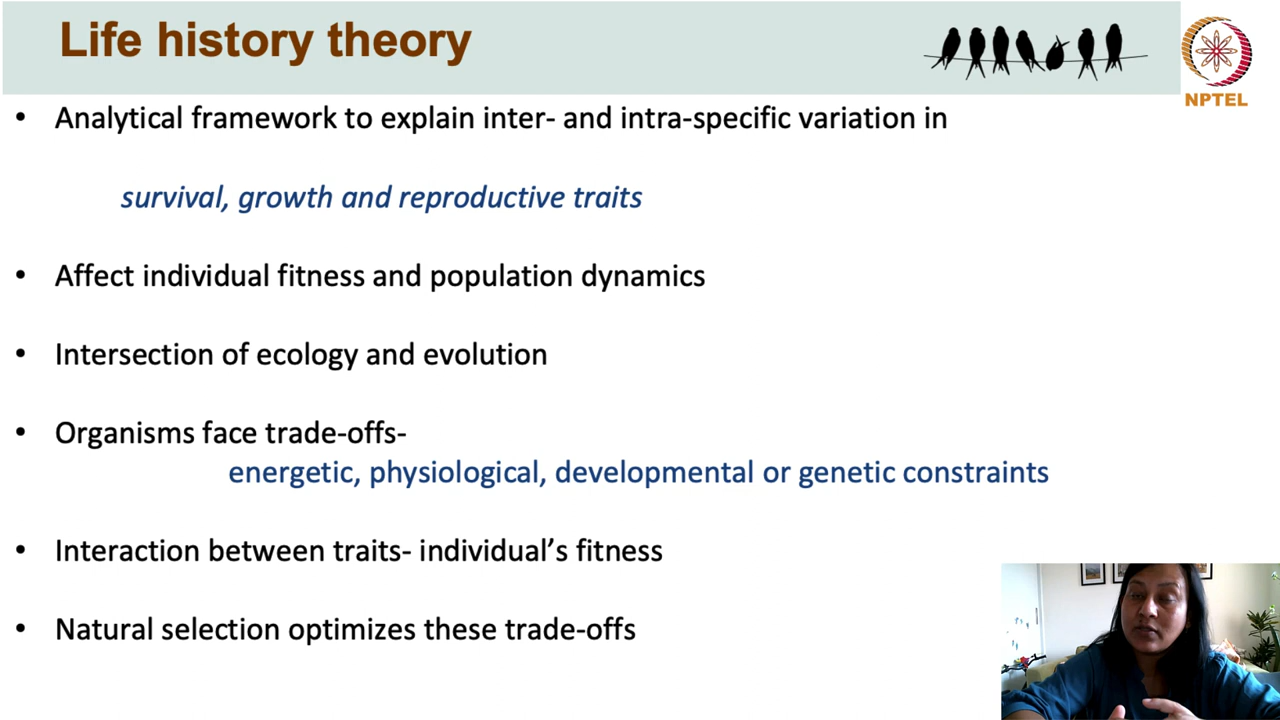 Life history theory
NPTEL
• Analytical framework to explain inter- and intra-specific variation in
survival, growth and reproductive traits
• Affect individual fitness and population dynamics
• Intersection of ecology and evolution
• Organisms face trade-offs-
energetic, physiological, developmental or genetic constraints
• Interaction between traits- individual’s fitness
• Natural selection optimizes these trade-offs